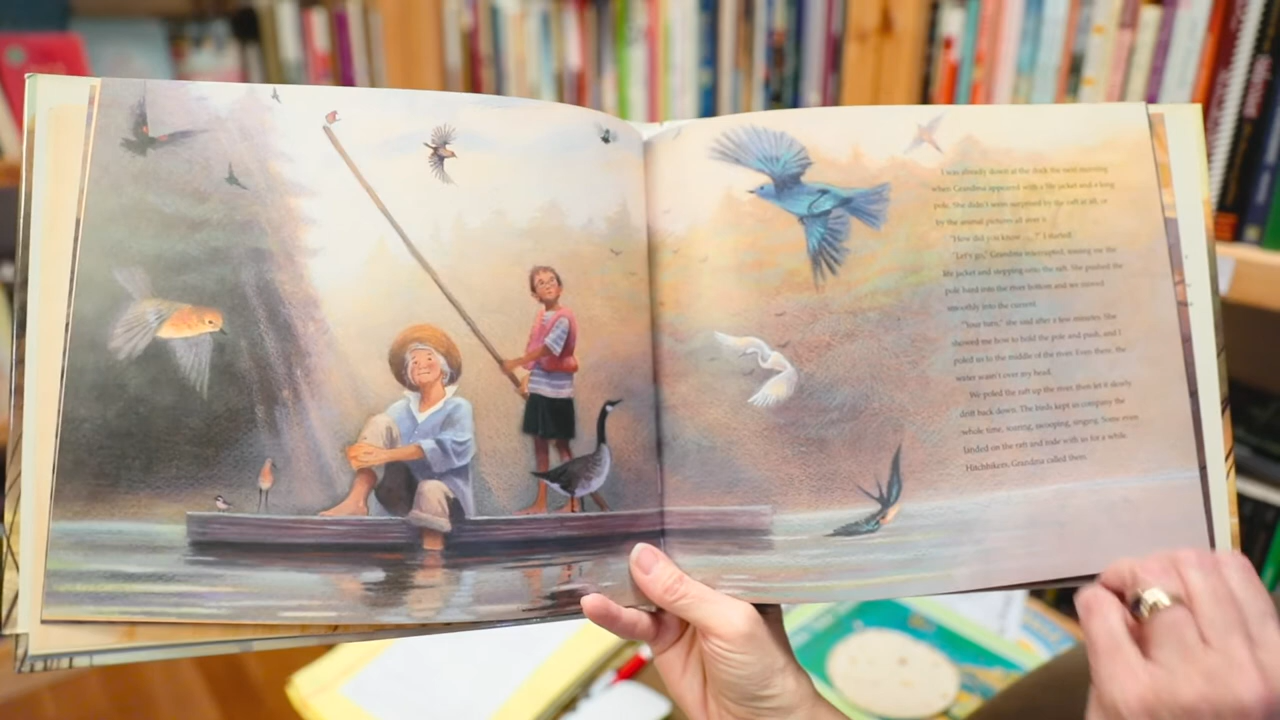 I was already down at the dock the next morning
when Grandma appeared with a life jacket and a long
pole. She didn't seem surprised by the raft at all, or
by the animal pictures all over it.
"How did you know . . . ?" I started.
"Let's go," Grandma interrupted, tossing me the
life jacket and stepping onto the raft. She pushed the
pole hard into the river bottom and we moved
smoothly into the current.
"Your turn," she said after a few minutes. She
showed me how to hold the pole and push, and I
poled us to the middle of the river. Even there, the
water wasn't over my head.
We poled the raft up the river, then let it slowly
drift back down. The birds kept us company the
whole time, soaring, swooping, singing. Some even
landed on the raft and rode with us for a while.
Hitchhikers, Grandma called them.